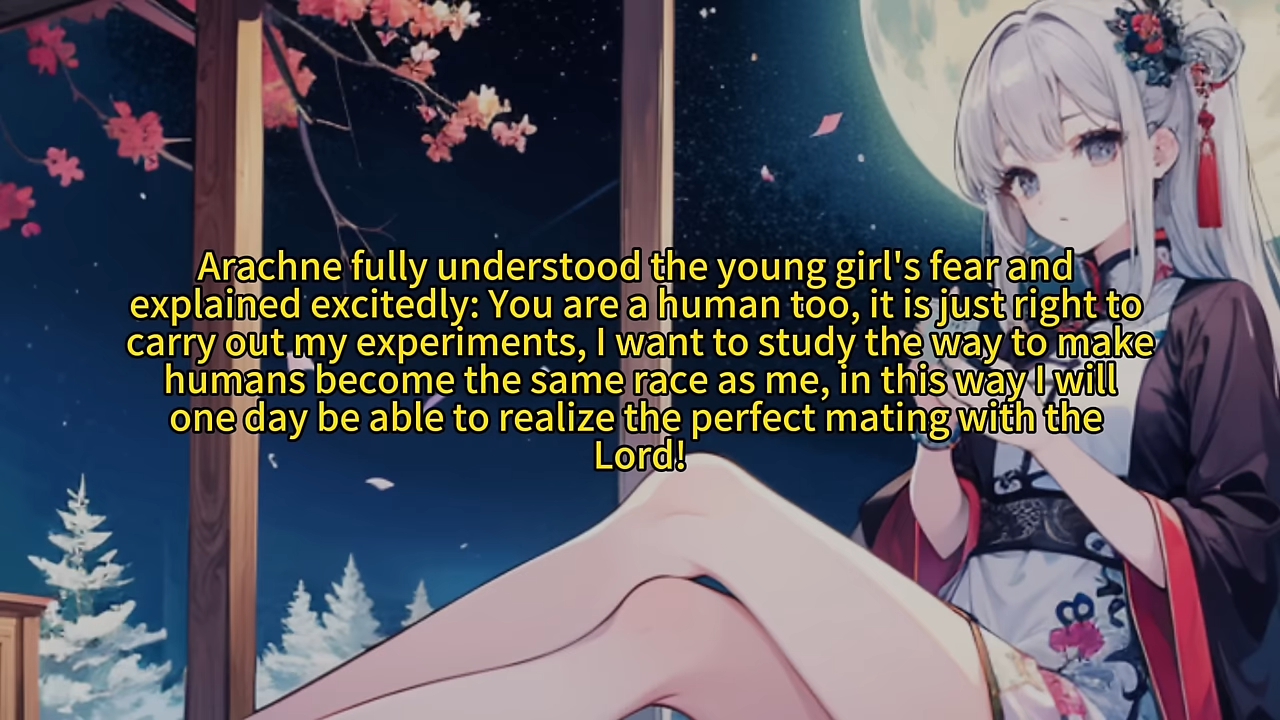 Arachne fully understood the young girl's fear and
explained excitedly: You are a human too, it is just right to
carry out my experiments, I want to study the way to make
humans become the same race as me, in this way I will
one day be able to realize the perfect mating with the
Lord!